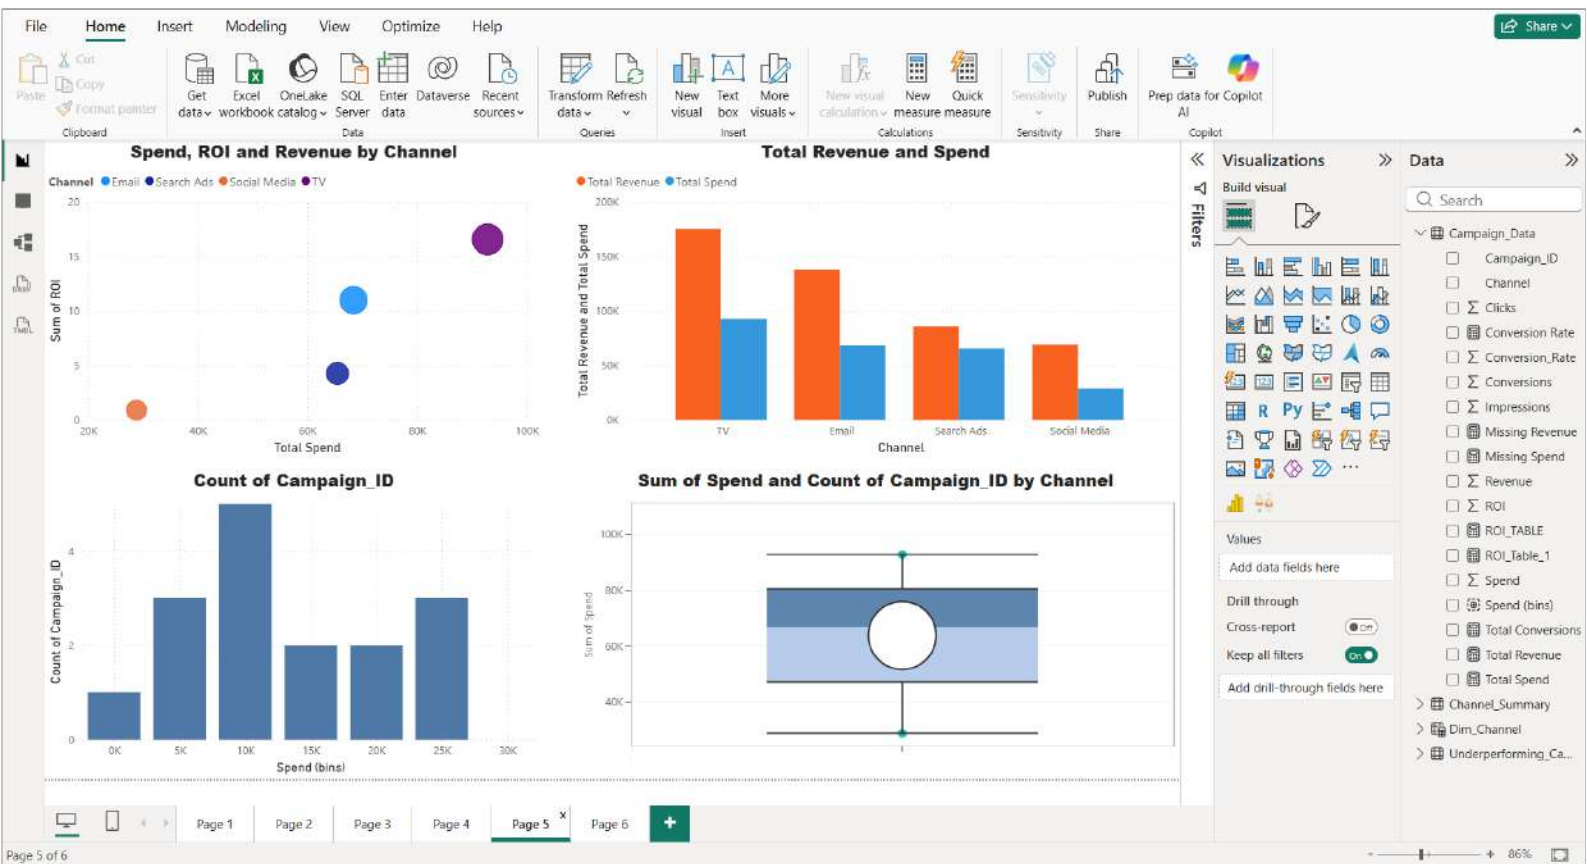 File Home Insert Modeling View Optimize Help Share
Paste
Cut
Copy
Format painter
Clipboard
Get data
Excel workbook
OneLake catalog
SQL Server
Enter data
Dataverse
Recent sources
Data
Transform data
Refresh
Queries
New visual
Text box
More visuals
Insert
New visual calculation
New measure
Quick measure
Calculations
Sensitivity
Sensitivity
Publish
Share
Prep data for AI
Copilot
Copilot
Spend, ROI and Revenue by Channel
Channel Email Search Ads Social Media TV
Sum of ROI
20
15
10
5
0
20K 40K 60K 80K 100K
Total Spend
Total Revenue and Spend
Total Revenue Total Spend
Total Revenue and Total Spend
200K
150K
100K
50K
0K
TV Email Search Ads Social Media
Channel
Count of Campaign_ID
Count of Campaign_ID
4
2
0
0K 5K 10K 15K 20K 25K 30K
Spend (bins)
Sum of Spend and Count of Campaign_ID by Channel
Sum of Spend
100K
80K
60K
40K
Filters
Visualizations
Build visual
123
R Py
Values
Add data fields here
Drill through
Cross-report Off
Keep all filters On
Add drill-through fields here
Data
Search
Campaign_Data
Campaign_ID
Channel
Clicks
Conversion Rate
Conversion_Rate
Conversions
Impressions
Missing Revenue
Missing Spend
Revenue
ROI
ROI_TABLE
ROI_Table_1
Spend
Spend (bins)
Total Conversions
Total Revenue
Total Spend
Channel_Summary
Dim_Channel
Underperforming_Ca...
Page 1 Page 2 Page 3 Page 4 Page 5 x Page 6 +
Page 5 of 6
- + 86%